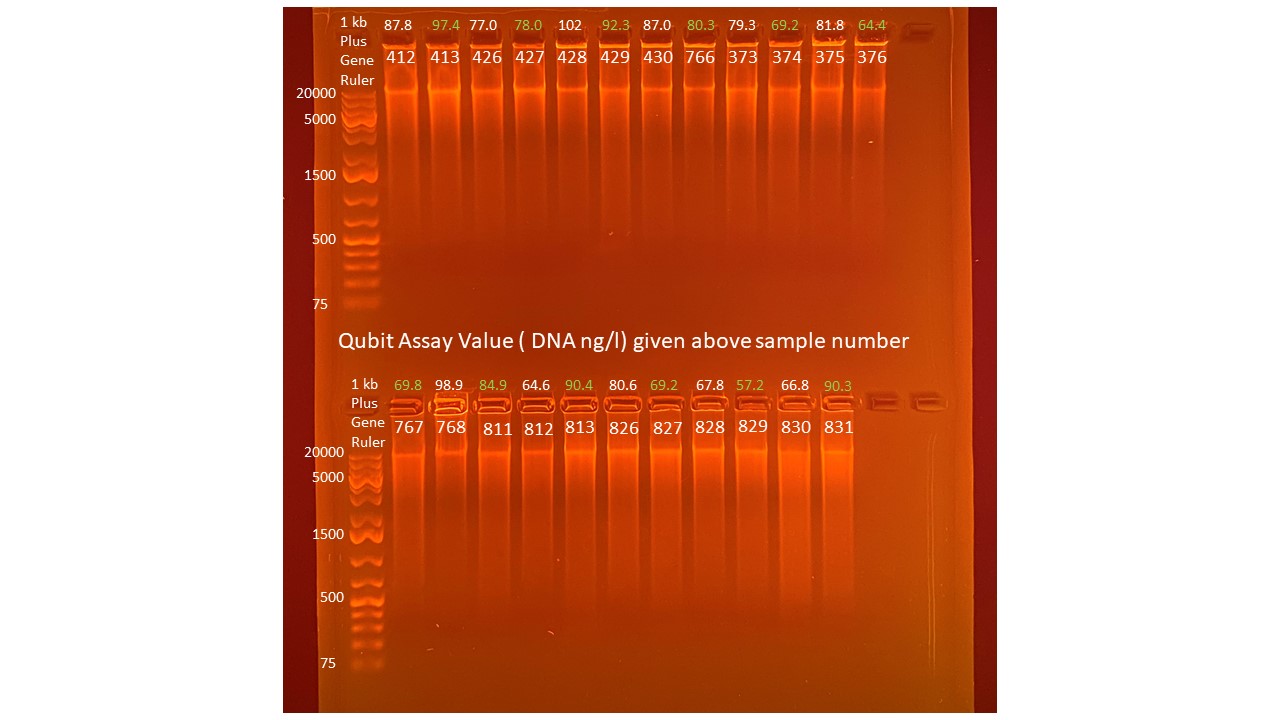 1 kb 87.8 97.4 77.0 78.0 102 92.3 87.0 80.3 79.3 69.2 81.8 64.4
Plus
Gene 412 413 426 427 428 429 430 766 373 374 375 376
Ruler
20000
5000
1500
500
75
Qubit Assay Value ( DNA ng/l) given above sample number
1 kb 69.8 98.9 84.9 64.6 90.4 80.6 69.2 67.8 57.2 66.8 90.3
Plus
Gene 767 768 811 812 813 826 827 828 829 830 831
Ruler
20000
5000
1500
500
75